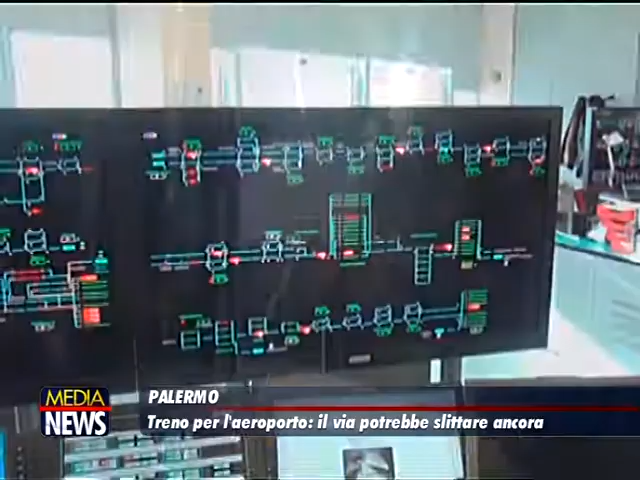 MEDIA
NEWS
PALERMO
Treno per l'aeroporto: il via potrebbe slittare ancora